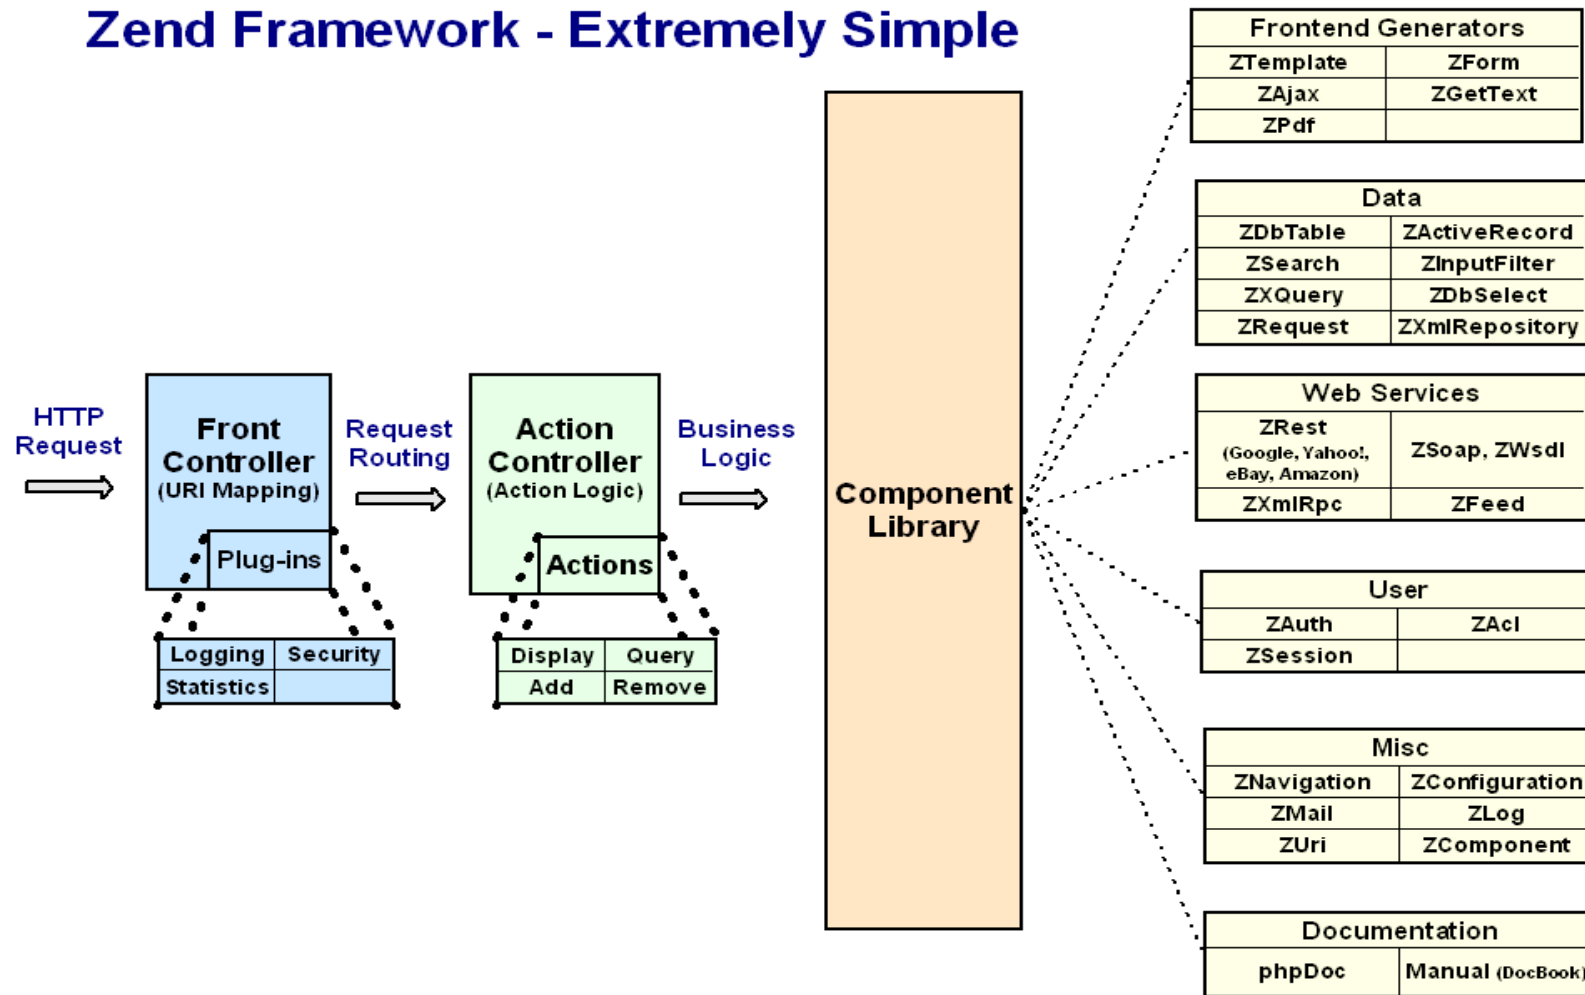 Zend Framework - Extremely Simple
HTTP
Request
Front
Controller
(URI Mapping)
Plug-ins
Logging Security
Statistics
Request
Routing
Action
Controller
(Action Logic)
Actions
Display Query
Add Remove
Business
Logic
Component
Library
Frontend Generators
ZTemplate ZForm
ZAjax ZGetText
ZPdf
Data
ZDbTable ZActiveRecord
ZSearch ZInputFilter
ZXQuery ZDbSelect
ZRequest ZXmlRepository
Web Services
ZRest
(Google, Yahoo!,
eBay, Amazon)
ZSoap, ZWsdl
ZXmlRpc ZFeed
User
ZAuth ZAcl
ZSession
Misc
ZNavigation ZConfiguration
ZMail ZLog
ZUri ZComponent
Documentation
phpDoc Manual (DocBook)